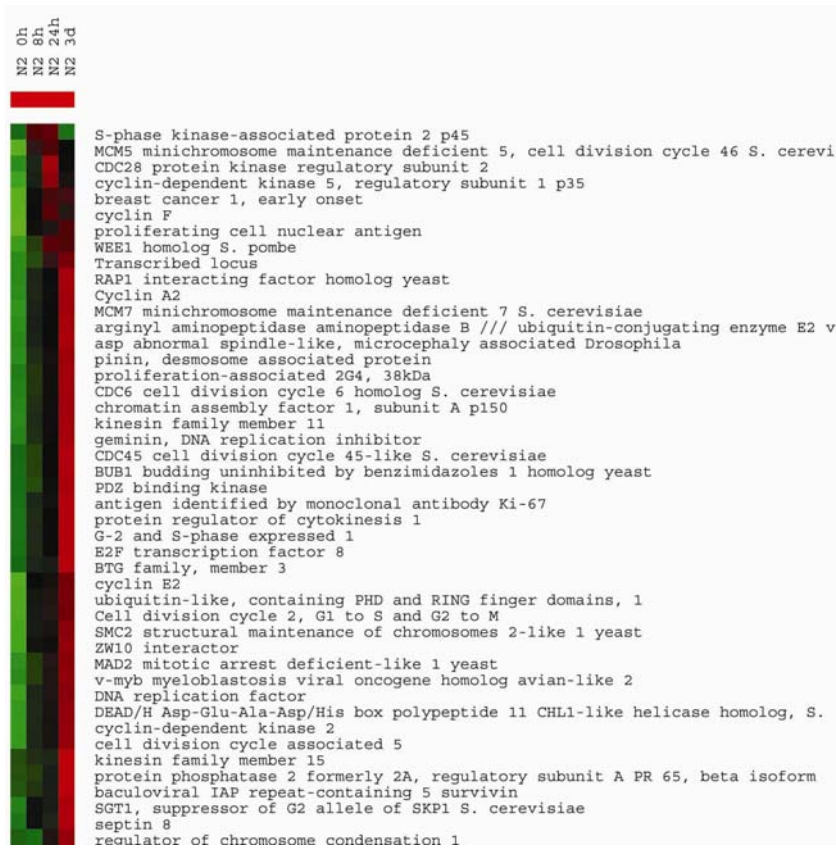 N2 0h
N2 8h
N2 24h
N2 3d
S-phase kinase-associated protein 2 p45
MCM5 minichromosome maintenance deficient 5, cell division cycle 46 S. cerevi
CDC28 protein kinase regulatory subunit 2
cyclin-dependent kinase 5, regulatory subunit 1 p35
breast cancer 1, early onset
cyclin F
proliferating cell nuclear antigen
WEE1 homolog S. pombe
Transcribed locus
RAP1 interacting factor homolog yeast
Cyclin A2
MCM7 minichromosome maintenance deficient 7 S. cerevisiae
arginyl aminopeptidase aminopeptidase B /// ubiquitin-conjugating enzyme E2 v
asp abnormal spindle-like, microcephaly associated Drosophila
pinin, desmosome associated protein
proliferation-associated 2G4, 38kDa
CDC6 cell division cycle 6 homolog S. cerevisiae
chromatin assembly factor 1, subunit A p150
kinesin family member 11
geminin, DNA replication inhibitor
CDC45 cell division cycle 45-like S. cerevisiae
BUB1 budding uninhibited by benzimidazoles 1 homolog yeast
PDZ binding kinase
antigen identified by monoclonal antibody Ki-67
protein regulator of cytokinesis 1
G-2 and S-phase expressed 1
E2F transcription factor 8
BTG family, member 3
cyclin E2
ubiquitin-like, containing PHD and RING finger domains, 1
Cell division cycle 2, G1 to S and G2 to M
SMC2 structural maintenance of chromosomes 2-like 1 yeast
ZW10 interactor
MAD2 mitotic arrest deficient-like 1 yeast
v-myb myeloblastosis viral oncogene homolog avian-like 2
DNA replication factor
DEAD/H Asp-Glu-Ala-Asp/His box polypeptide 11 CHL1-like helicase homolog, S.
cyclin-dependent kinase 2
cell division cycle associated 5
kinesin family member 15
protein phosphatase 2 formerly 2A, regulatory subunit A PR 65, beta isoform
baculoviral IAP repeat-containing 5 survivin
SGT1, suppressor of G2 allele of SKP1 S. cerevisiae
septin 8
regulator of chromosome condensation 1